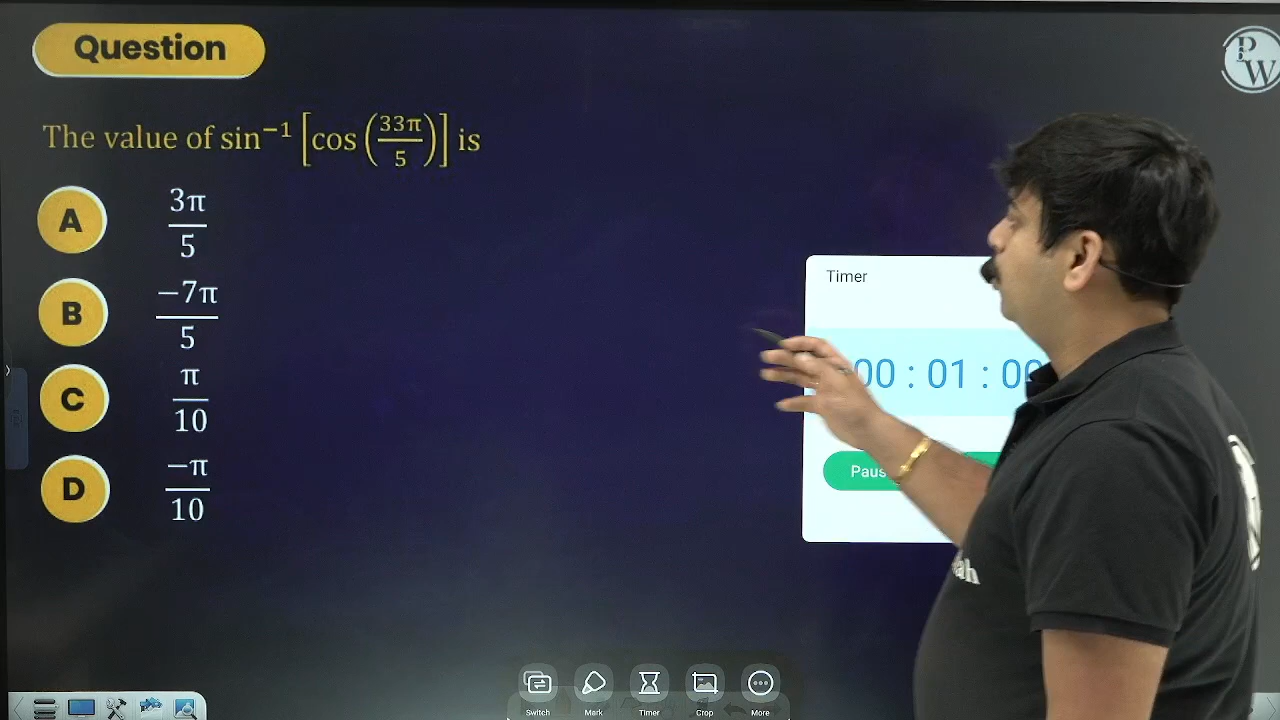 Question
The value of sin⁻¹ [cos (33π/5)] is
A 3π/5
B −7π/5
C π/10
D −π/10
PW
Timer
00 : 01 : 00
Switch
Mark
Timer
Crop
More